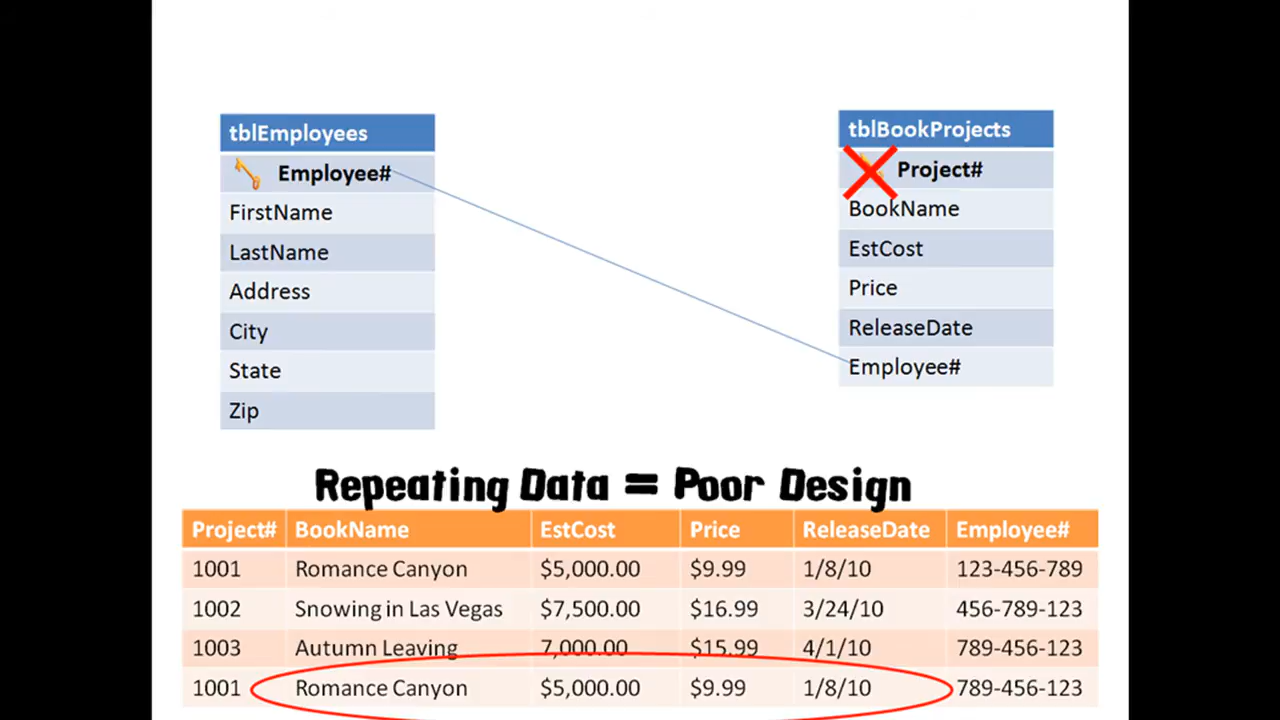 tblEmployees
Employee#
FirstName
LastName
Address
City
State
Zip
tblBookProjects
Project#
BookName
EstCost
Price
ReleaseDate
Employee#
Repeating Data = Poor Design
Project# BookName EstCost Price ReleaseDate Employee#
1001 Romance Canyon $5,000.00 $9.99 1/8/10 123-456-789
1002 Snowing in Las Vegas $7,500.00 $16.99 3/24/10 456-789-123
1003 Autumn Leaving 7,000.00 $15.99 4/1/10 789-456-123
1001 Romance Canyon $5,000.00 $9.99 1/8/10 789-456-123